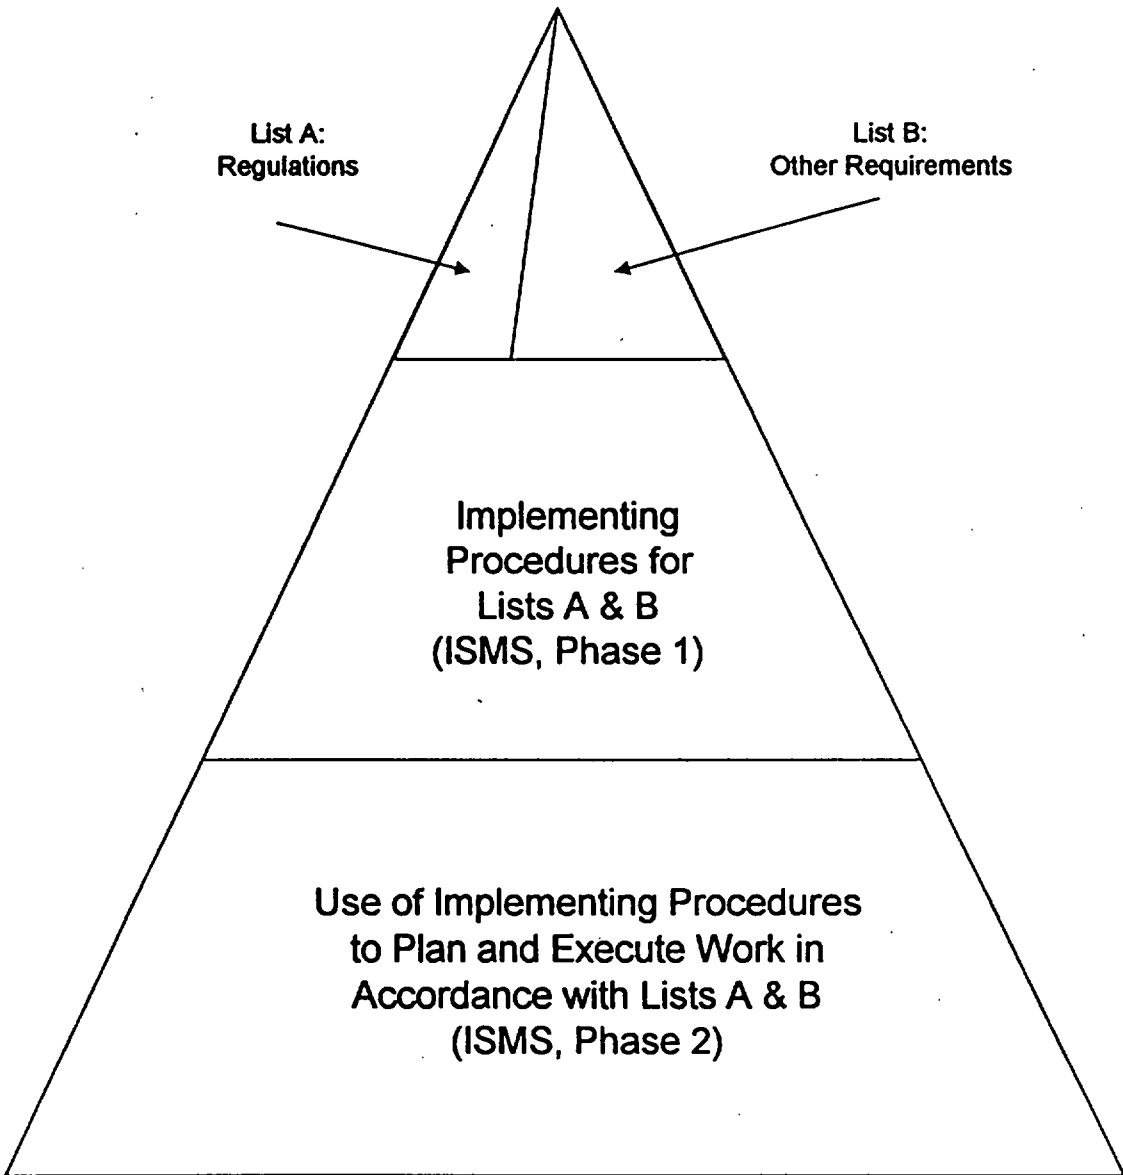 List A:
Regulations
List B:
Other Requirements
Implementing
Procedures for
Lists A & B
(ISMS, Phase 1)
Use of Implementing Procedures
to Plan and Execute Work in
Accordance with Lists A & B
(ISMS, Phase 2)